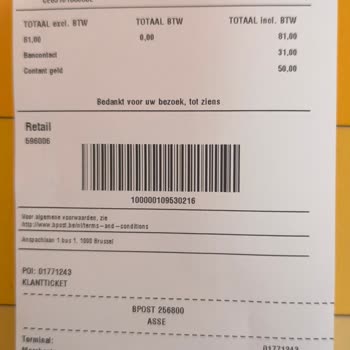 TOTAAL excl. BTW TOTAAL BTW TOTAAL incl. BTW
81,00 0,00 81,00
Bancontact 31,00
Contant geld 50,00
Bedankt voor uw bezoek, tot ziens
Retail
596006
100000109530216
Voor algemene voorwaarden, zie
http://www.bpost.be/nl/terms-and-conditions
Anspachlaan 1 bus 1, 1000 Brussel
POI: 01771243
KLANTTICKET
BPOST 256800
ASSE
Terminal: 01771243